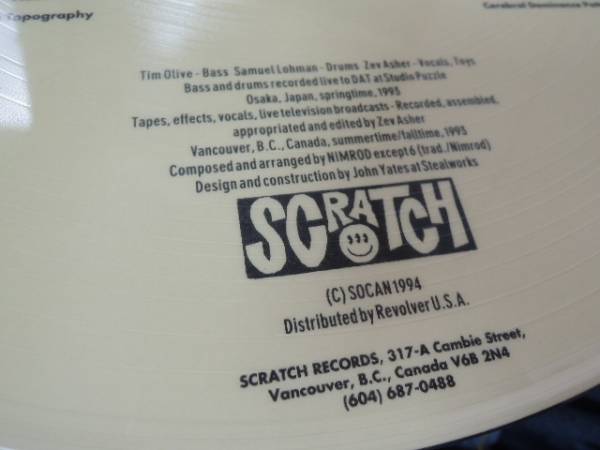 Topography
Cerebral Dominance
Tim Olive - Bass Samuel Lohman - Drums Zev Asher - Vocals, Toys
Bass and drums recorded live to DAT at Studio Puzzle
Osaka, Japan, springtime, 1993
Tapes, effects, vocals, live television broadcasts - Recorded, assembled,
appropriated and edited by Zev Asher
Vancouver, B.C., Canada, summertime/falltime, 1993
Composed and arranged by NIMROD except 6 (trad./Nimrod)
Design and construction by John Yates at Stealworks
SCRATCH
(C) SOCAN 1994
Distributed by Revolver U.S.A.
SCRATCH RECORDS, 317-A Cambie Street,
Vancouver, B.C., Canada V6B 2N4
(604) 687-0488